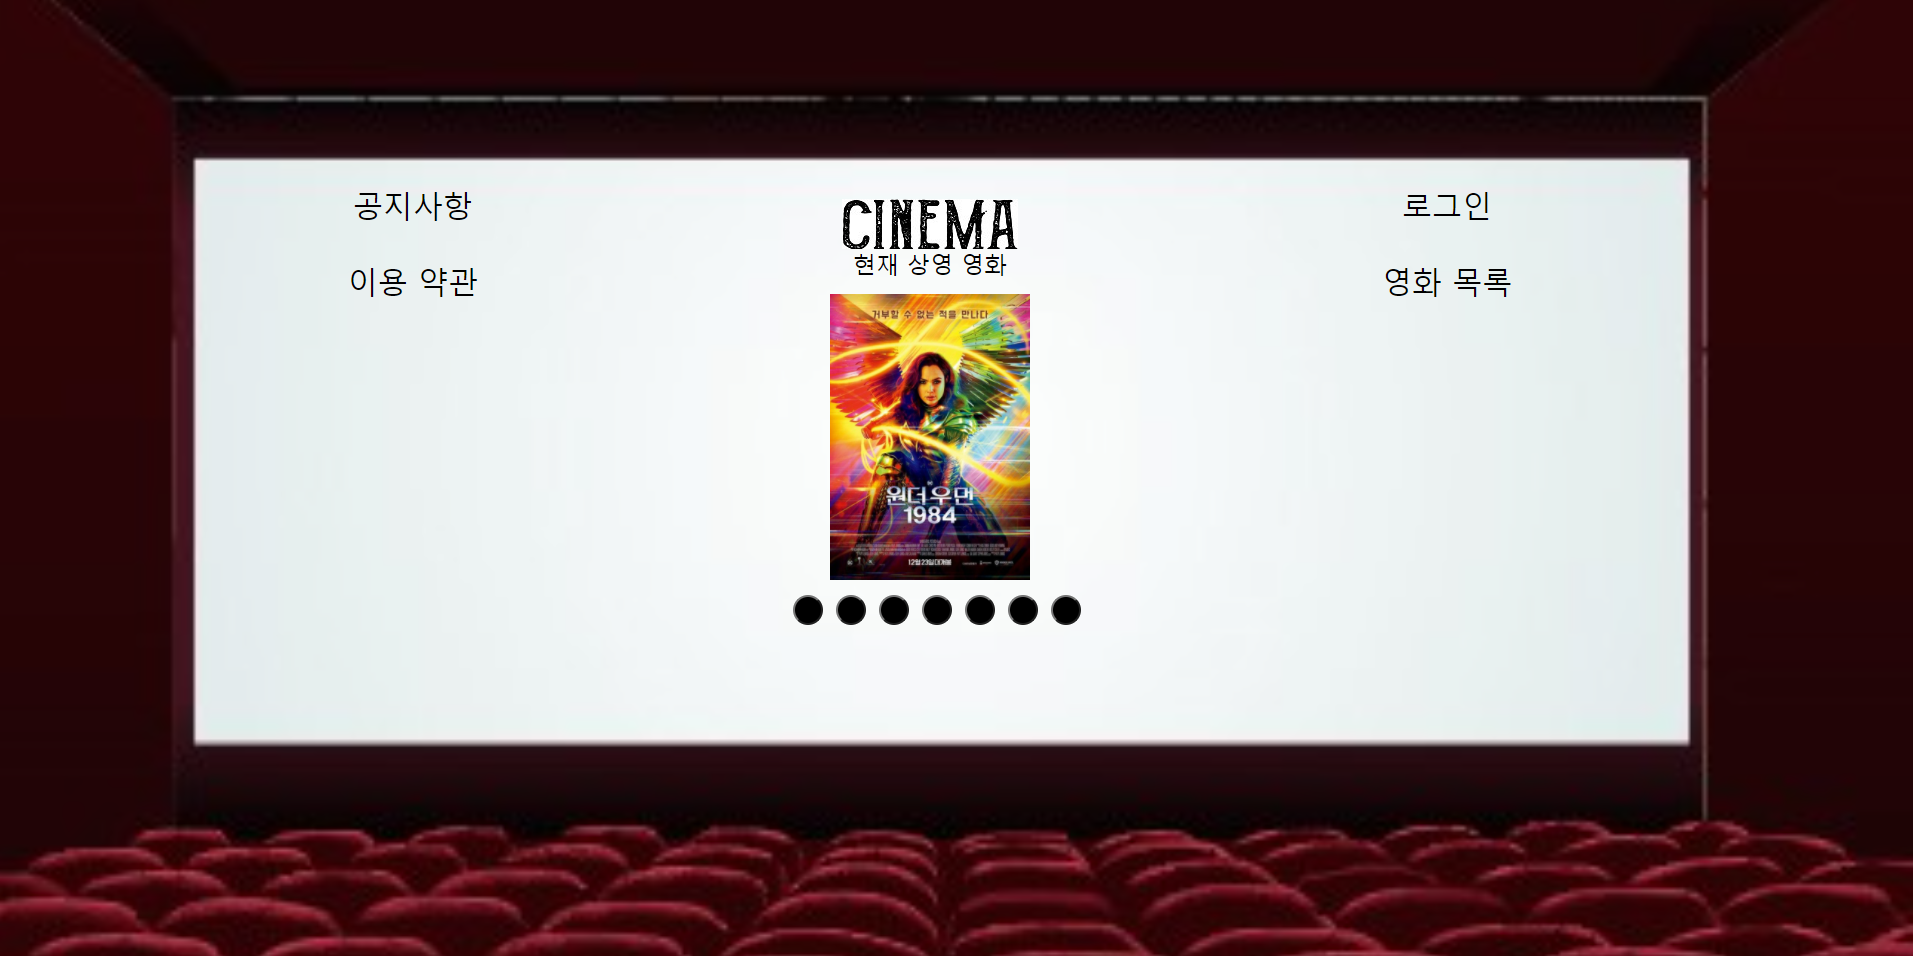 공지사항
CINEMA
로그인
현재 상영 영화
이용 약관
영화 목록
거부할 수 없는 적을 만나다
원더 우먼
1984
12월 23일 대개봉